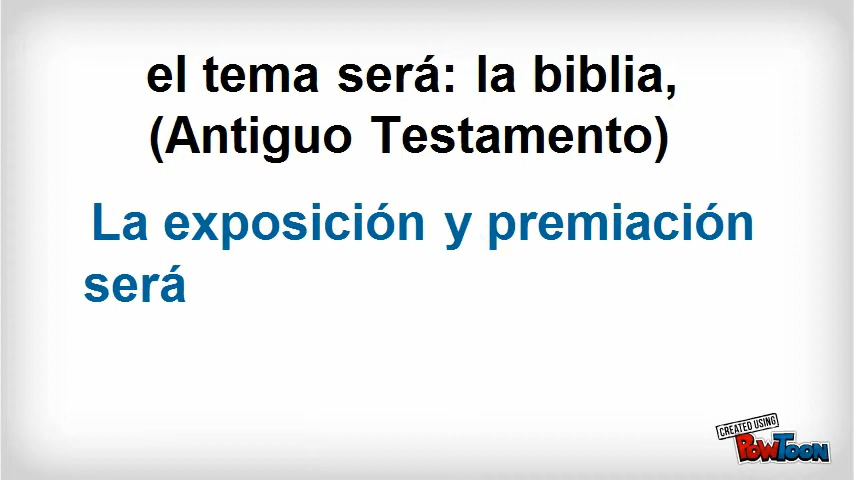 el tema será: la biblia,
(Antiguo Testamento)
La exposición y premiación
será
CREATED USING
POWTOON